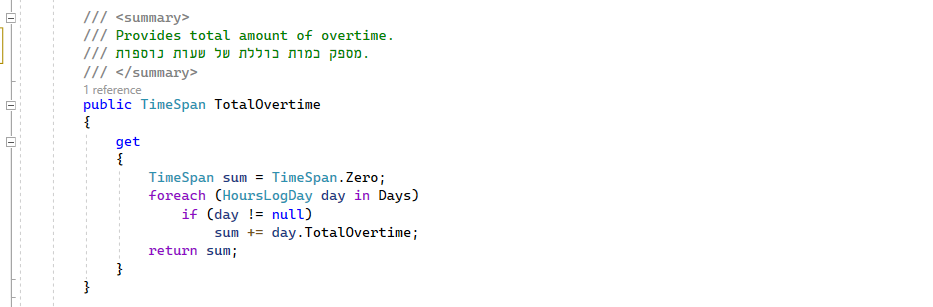 /// <summary>
/// Provides total amount of overtime.
/// מספק כמות כוללת של שעות נוספות.
/// </summary>
1 reference
public TimeSpan TotalOvertime
{
get
{
TimeSpan sum = TimeSpan.Zero;
foreach (HoursLogDay day in Days)
if (day != null)
sum += day.TotalOvertime;
return sum;
}
}